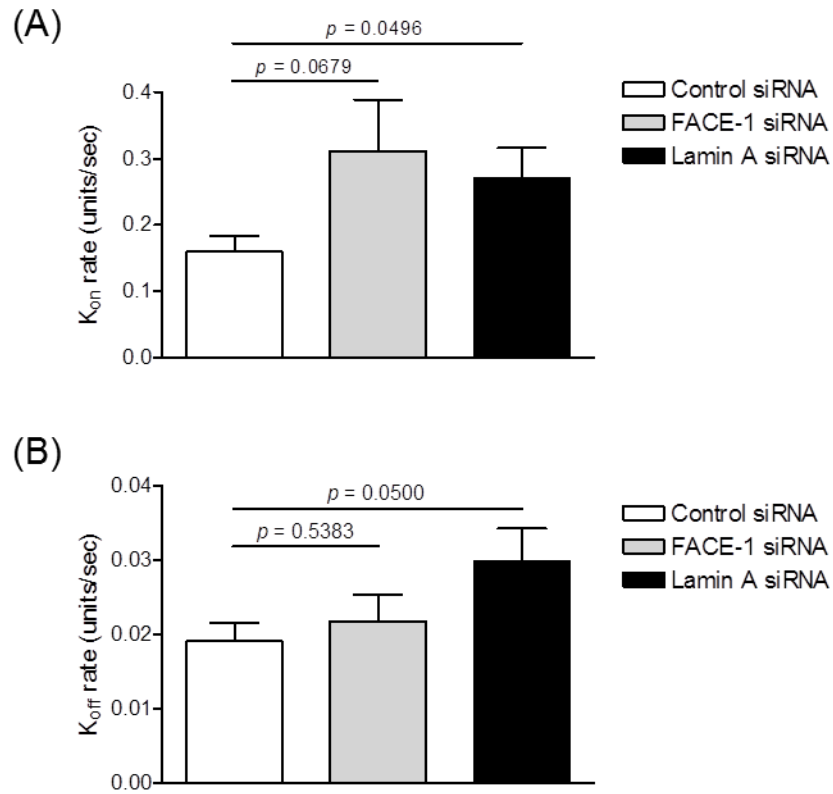 (A)
p = 0.0496
p = 0.0679
0.4
0.3
0.2
0.1
0.0
Kon rate (units/sec)
Control siRNA
FACE-1 siRNA
Lamin A siRNA
(B)
p = 0.0500
p = 0.5383
0.04
0.03
0.02
0.01
0.00
Koff rate (units/sec)
Control siRNA
FACE-1 siRNA
Lamin A siRNA